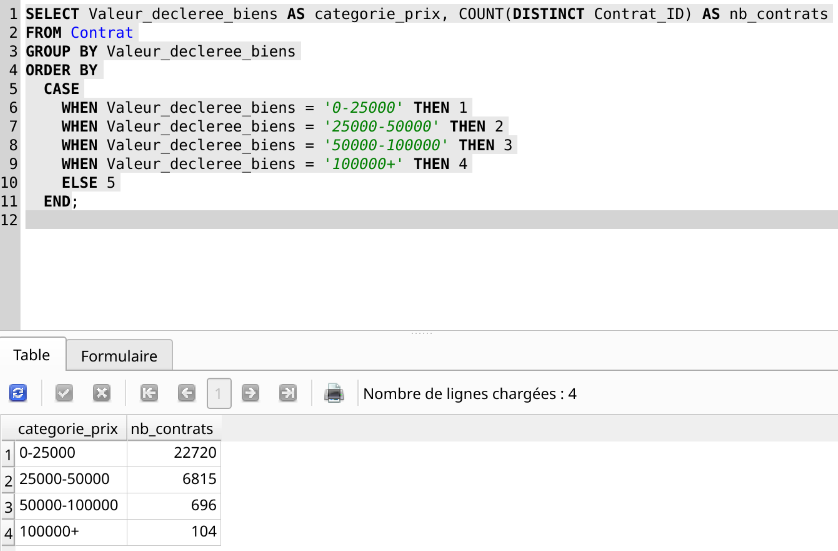 1 SELECT Valeur_decleree_biens AS categorie_prix, COUNT(DISTINCT Contrat_ID) AS nb_contrats
2 FROM Contrat
3 GROUP BY Valeur_decleree_biens
4 ORDER BY
5 CASE
6 WHEN Valeur_decleree_biens = '0-25000' THEN 1
7 WHEN Valeur_decleree_biens = '25000-50000' THEN 2
8 WHEN Valeur_decleree_biens = '50000-100000' THEN 3
9 WHEN Valeur_decleree_biens = '100000+' THEN 4
10 ELSE 5
11 END;
12
Table Formulaire
1 Nombre de lignes chargées : 4
categorie_prix nb_contrats
1 0-25000 22720
2 25000-50000 6815
3 50000-100000 696
4 100000+ 104